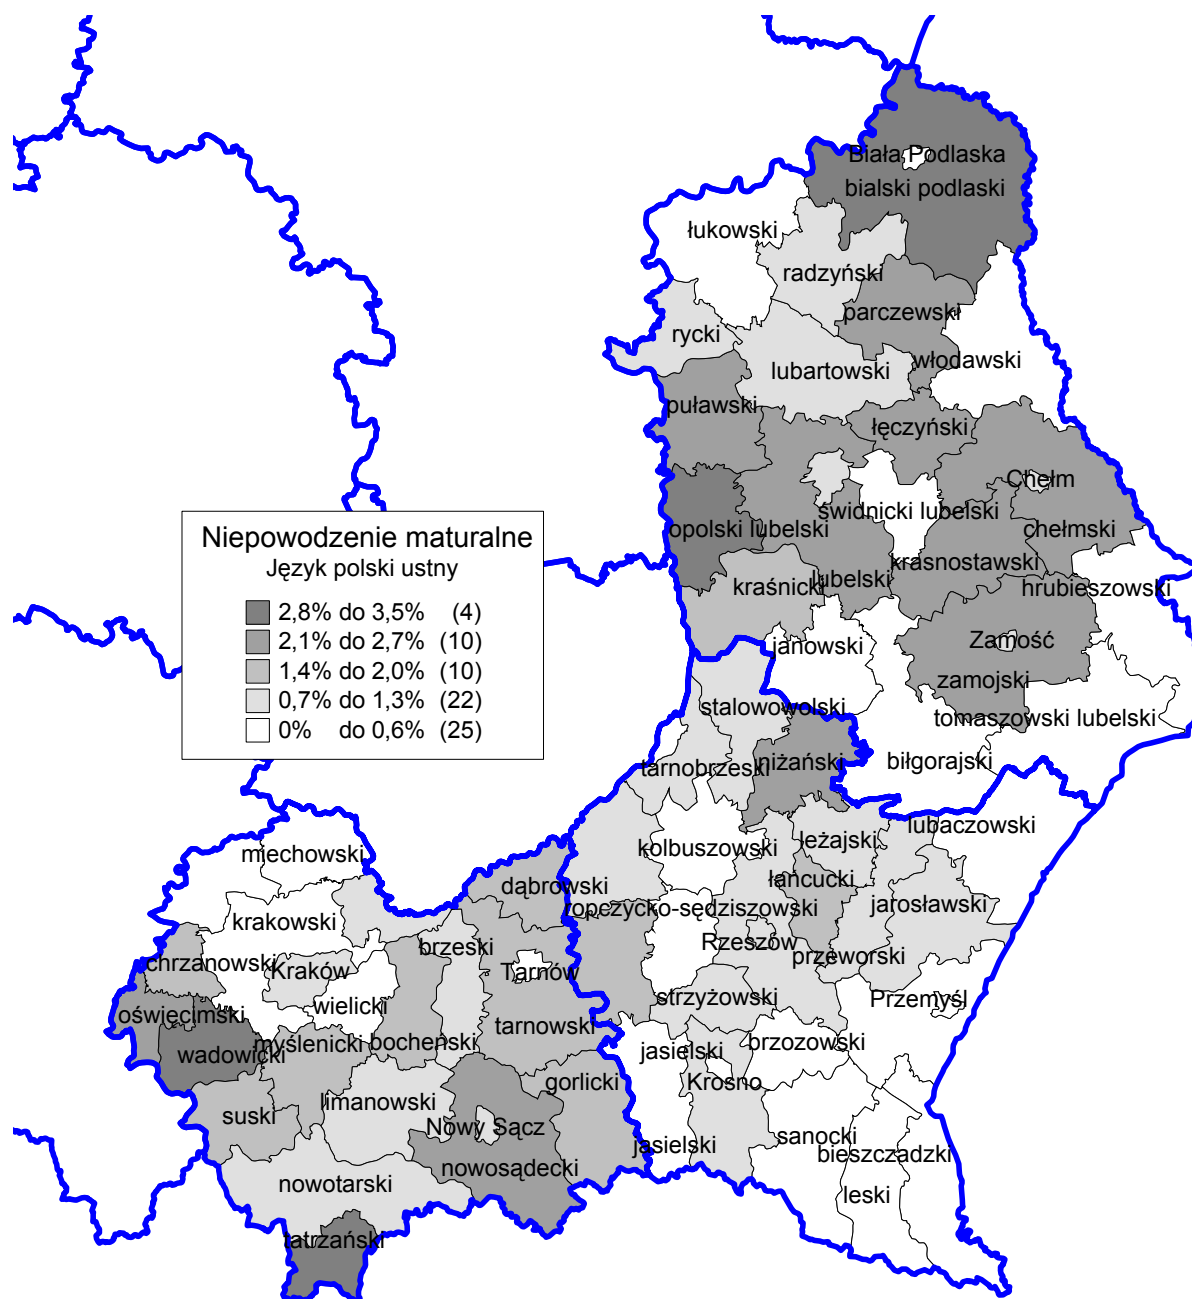 Biała Podlaska
bialski podlaski
łukowski
radzyński
parczewski
rycki
włodawski
lubartowski
puławski
łęczyński
Chełm
świdnicki lubelski
opolski lubelski
chełmski
krasnostawski
lubelski
kraśnicki
hrubieszowski
Zamość
janowski
zamojski
stalowowolski
tomaszowski lubelski
biłgorajski
tarnobrzeski
niżański
Niepowodzenie maturalne
Język polski ustny
2,8% do 3,5% (4)
2,1% do 2,7% (10)
1,4% do 2,0% (10)
0,7% do 1,3% (22)
0% do 0,6% (25)
lubaczowski
leżajski
kolbuszowski
miechowski
łańcucki
dąbrowski
ropczycko-sędziszowski
jarosławski
krakowski
brzeski
Rzeszów
przeworski
chrzanowski
Kraków
Tarnów
wielicki
strzyżowski
Przemyśl
oświęcimski
tarnowski
wadowicki
myślenicki
bocheński
jasielski
brzozowski
gorlicki
Krosno
suski
limanowski
Nowy Sącz
sanocki
jasielski
bieszczadzki
nowosądecki
nowotarski
leski
tatrzański